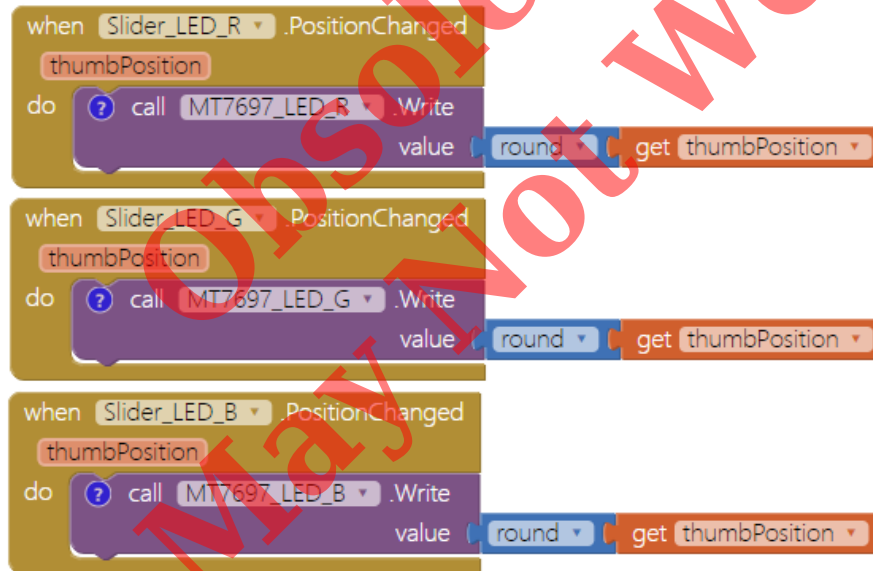 when Slider_LED_R .PositionChanged
thumbPosition
do ? call MT7697_LED_R .Write
value round get thumbPosition
when Slider_LED_G .PositionChanged
thumbPosition
do ? call MT7697_LED_G .Write
value round get thumbPosition
when Slider_LED_B .PositionChanged
thumbPosition
do ? call MT7697_LED_B .Write
value round get thumbPosition
May Not